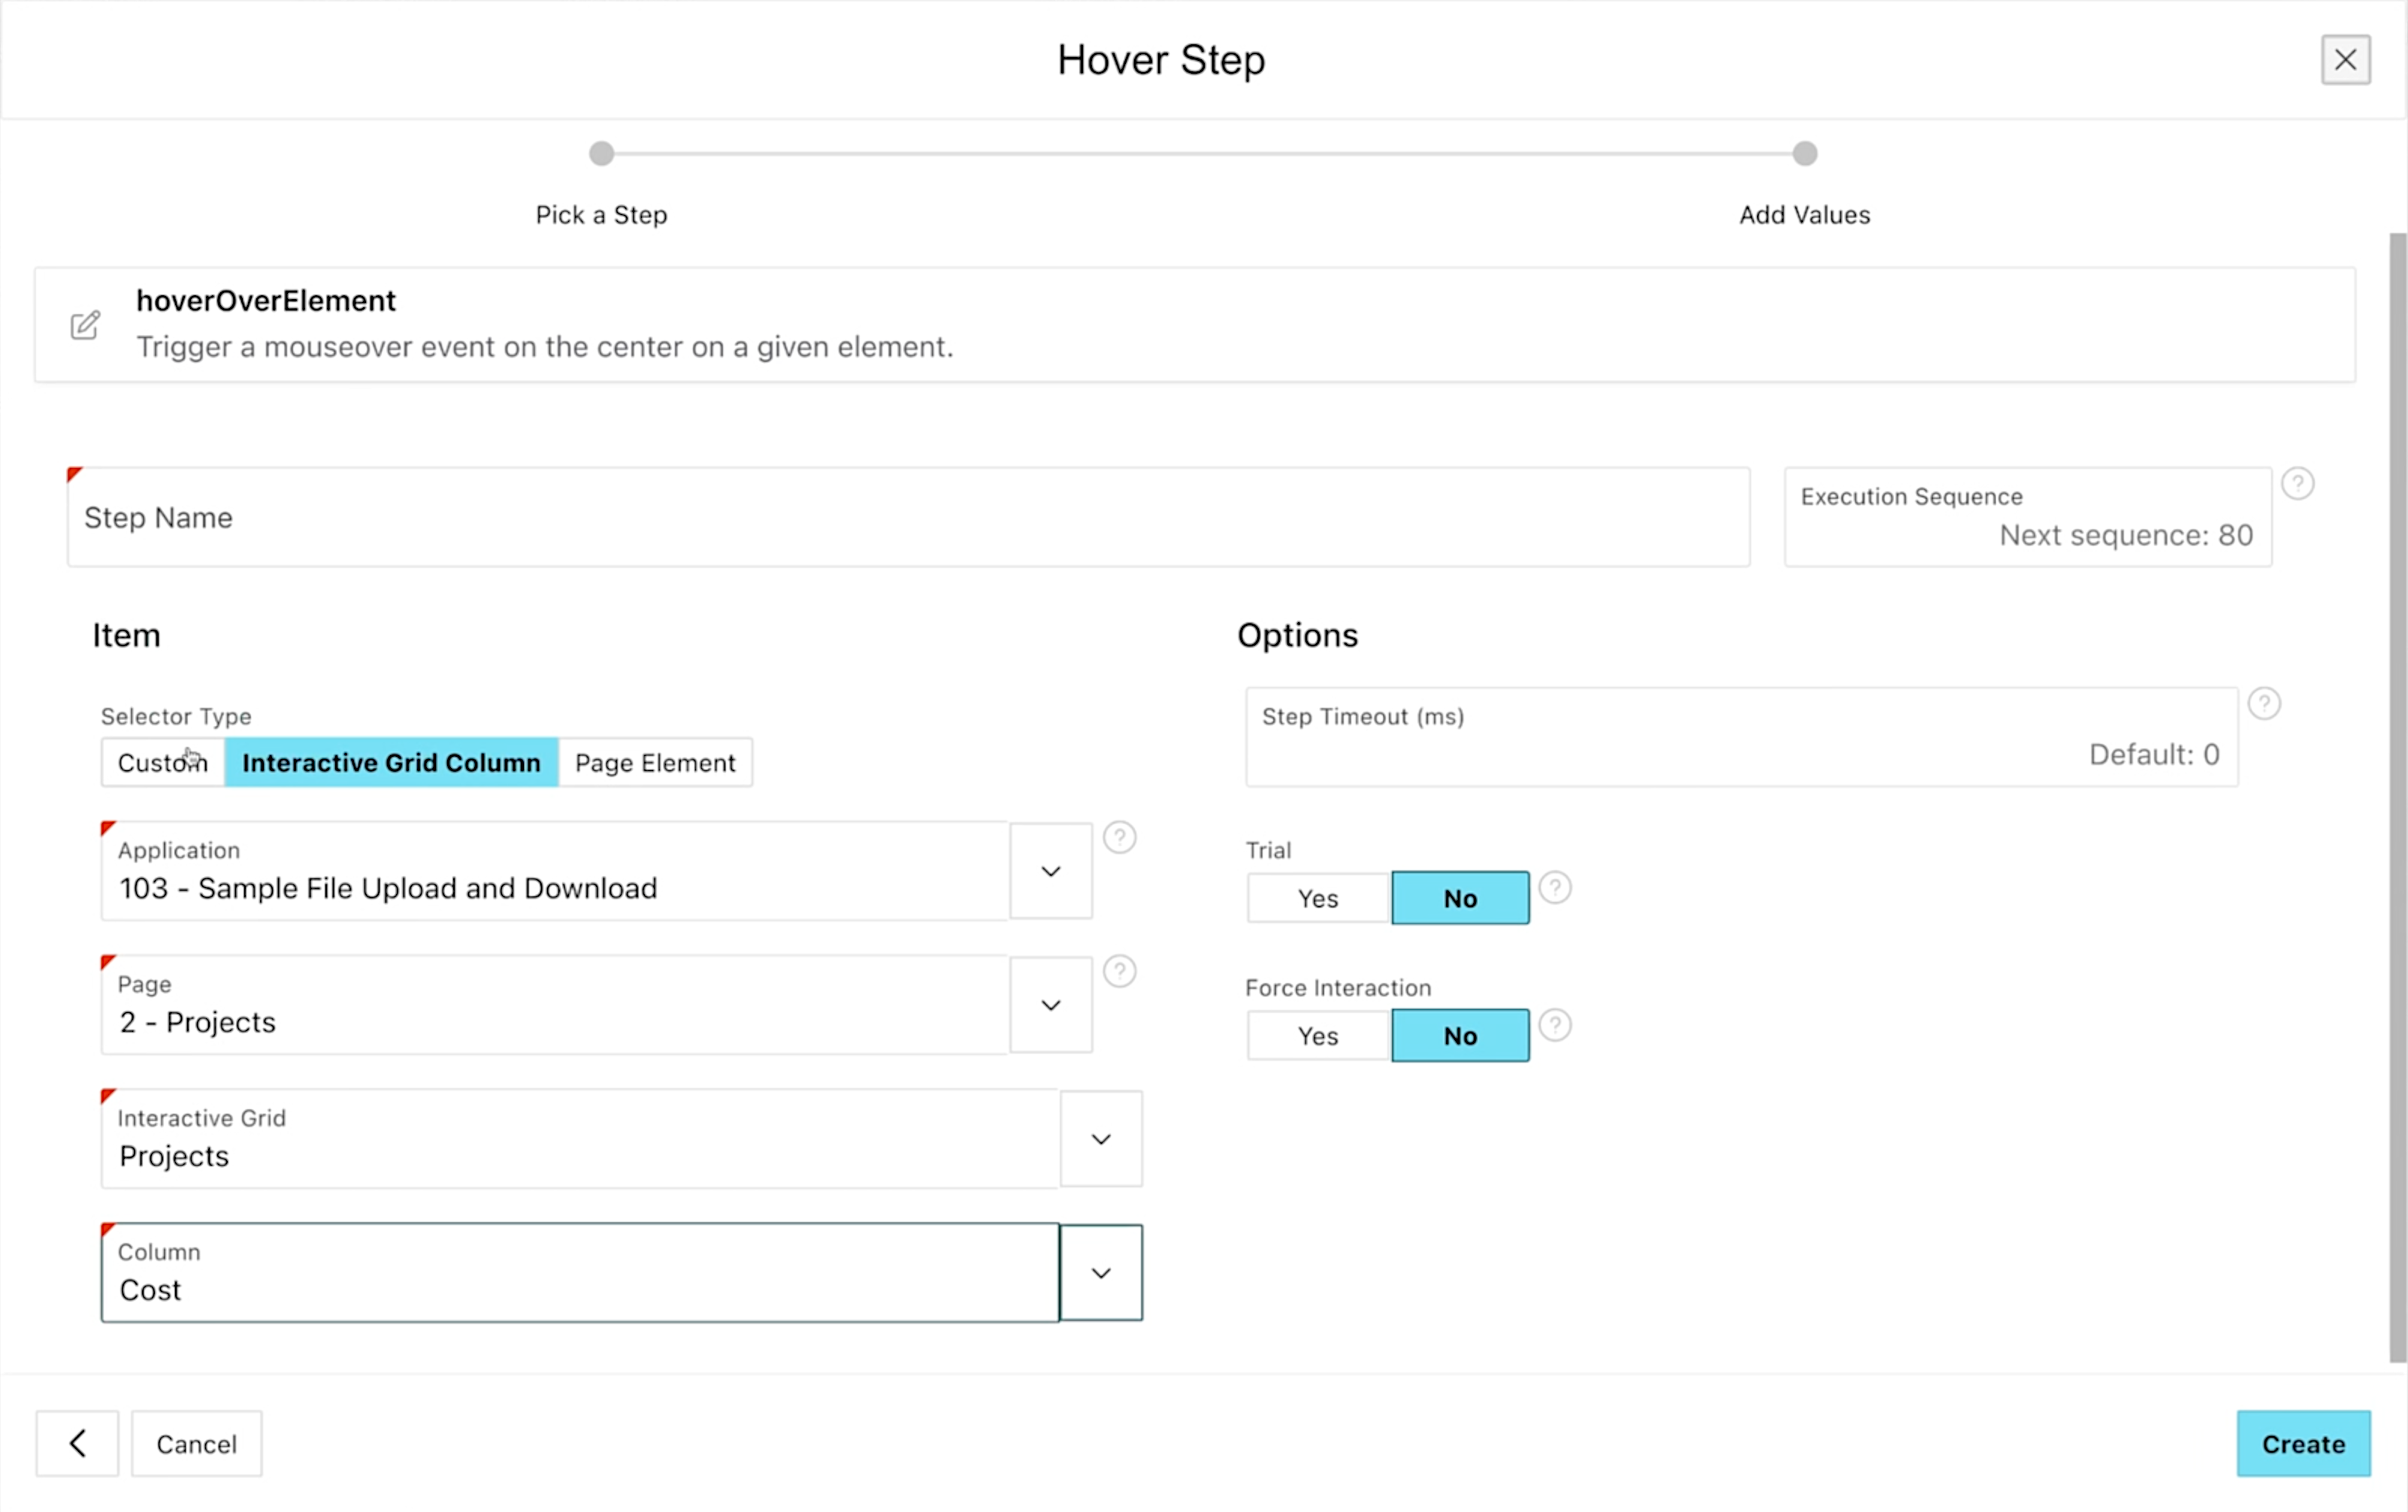 Hover Step
Pick a Step
Add Values
hoverOverElement
Trigger a mouseover event on the center on a given element.
Step Name
Execution Sequence
Next sequence: 80
Item
Options
Selector Type
Custom
Interactive Grid Column
Page Element
Step Timeout (ms)
Default: 0
Application
103 - Sample File Upload and Download
Trial
Yes
No
Page
2 - Projects
Force Interaction
Yes
No
Interactive Grid
Projects
Column
Cost
Cancel
Create